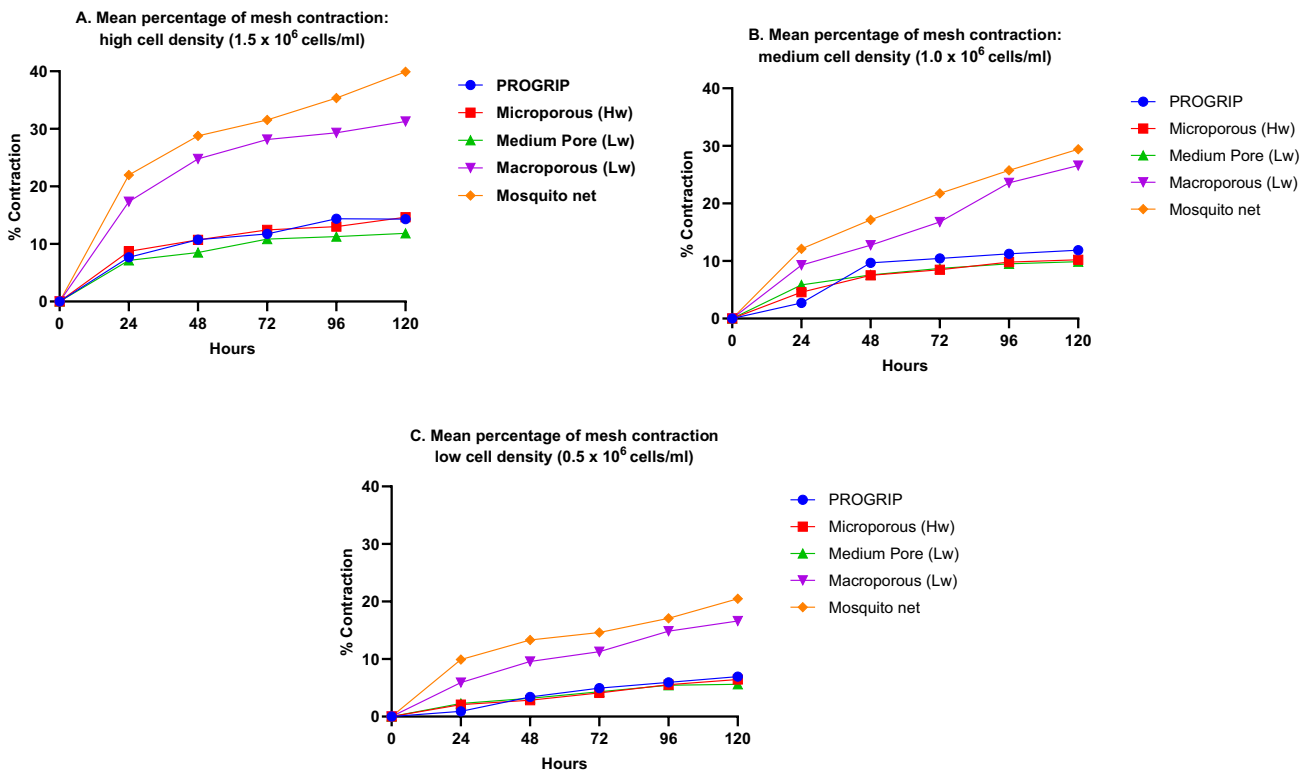 A. Mean percentage of mesh contraction:
high cell density (1.5 x 10⁶ cells/ml)
% Contraction
40
30
20
10
0
0 24 48 72 96 120
Hours
PROGRIP
Microporous (Hw)
Medium Pore (Lw)
Macroporous (Lw)
Mosquito net
B. Mean percentage of mesh contraction:
medium cell density (1.0 x 10⁶ cells/ml)
% Contraction
40
30
20
10
0
0 24 48 72 96 120
Hours
PROGRIP
Microporous (Hw)
Medium Pore (Lw)
Macroporous (Lw)
Mosquito net
C. Mean percentage of mesh contraction
low cell density (0.5 x 10⁶ cells/ml)
% Contraction
40
30
20
10
0
0 24 48 72 96 120
Hours
PROGRIP
Microporous (Hw)
Medium Pore (Lw)
Macroporous (Lw)
Mosquito net